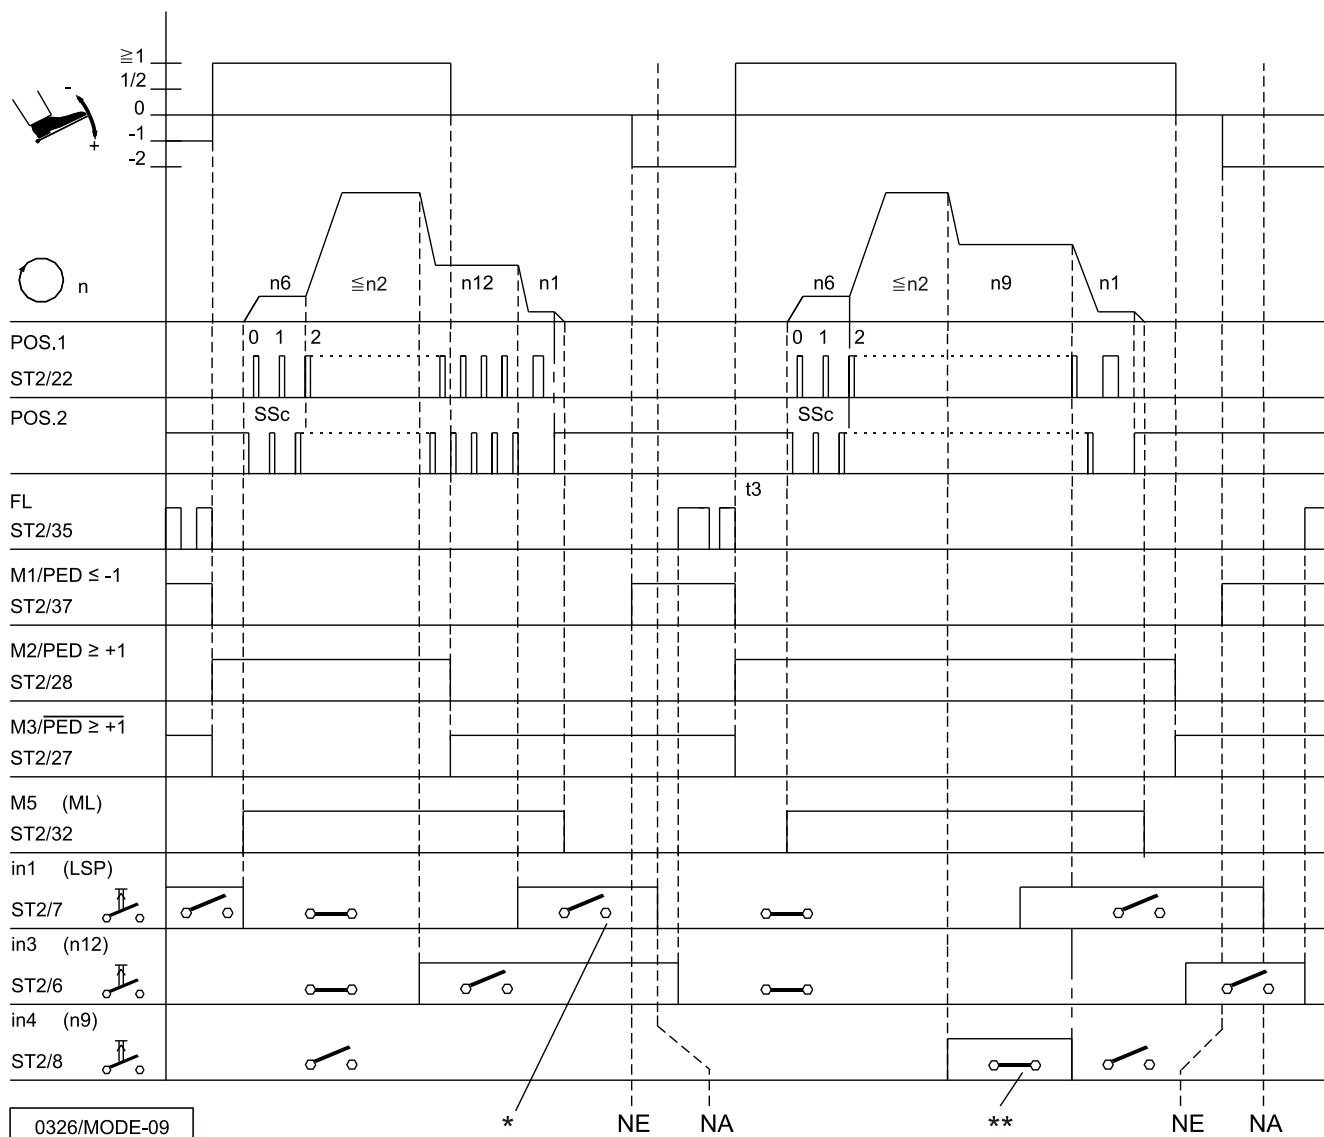 ≧1
1/2
0
-1
-2
-
+
n
n6
≦n2
n12
n1
n6
≦n2
n9
n1
POS.1
ST2/22
0 1 2
0 1 2
POS.2
SSc
SSc
FL
ST2/35
t3
M1/PED ≤ -1
ST2/37
M2/PED ≥ +1
ST2/28
M3/PED ≥ +1
ST2/27
M5 (ML)
ST2/32
in1 (LSP)
ST2/7
in3 (n12)
ST2/6
in4 (n9)
ST2/8
0326/MODE-09
*
NE
NA
**
NE
NA